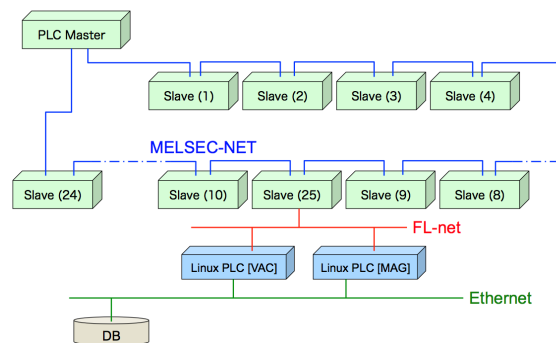 PLC Master
Slave (1)
Slave (2)
Slave (3)
Slave (4)
MELSEC-NET
Slave (24)
Slave (10)
Slave (25)
Slave (9)
Slave (8)
FL-net
Linux PLC [VAC]
Linux PLC [MAG]
Ethernet
DB